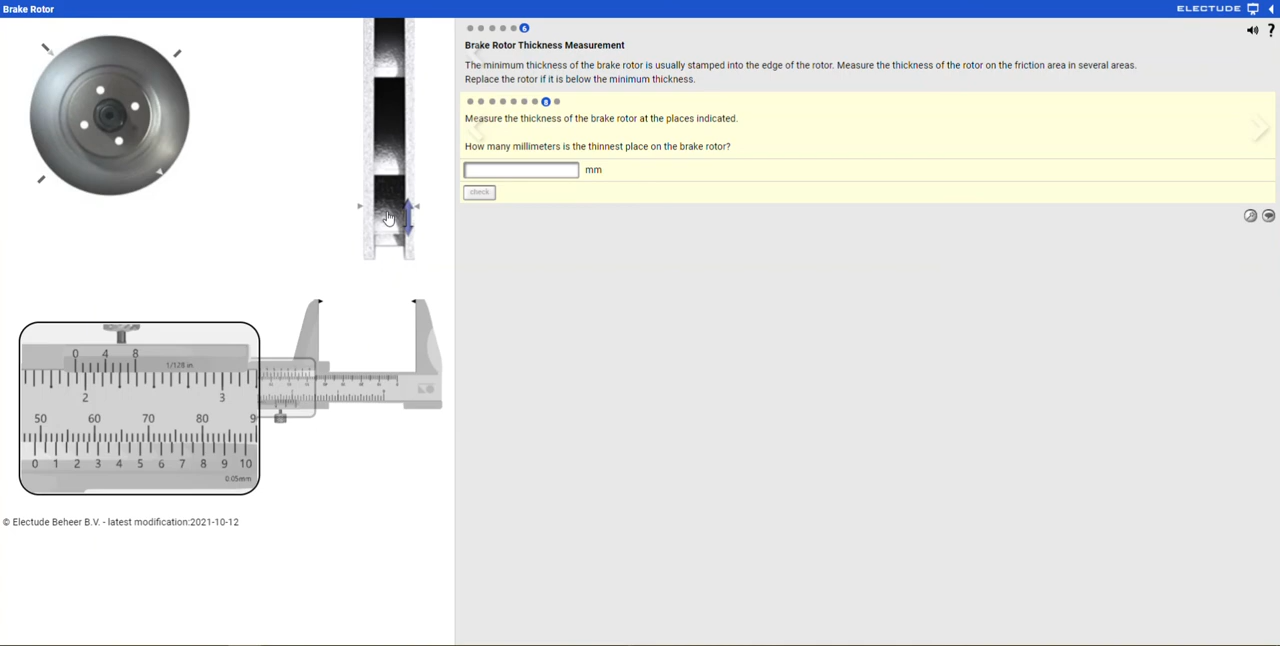 Brake Rotor
ELECTUDE
6
?
Brake Rotor Thickness Measurement
The minimum thickness of the brake rotor is usually stamped into the edge of the rotor. Measure the thickness of the rotor on the friction area in several areas.
Replace the rotor if it is below the minimum thickness.
8
Measure the thickness of the brake rotor at the places indicated.
How many millimeters is the thinnest place on the brake rotor?
mm
check
0 4 8
1/128 in
2 3
50 60 70 80 9
0 1 2 3 4 5 6 7 8 9 10
0.05mm
© Electude Beheer B.V. - latest modification:2021-10-12